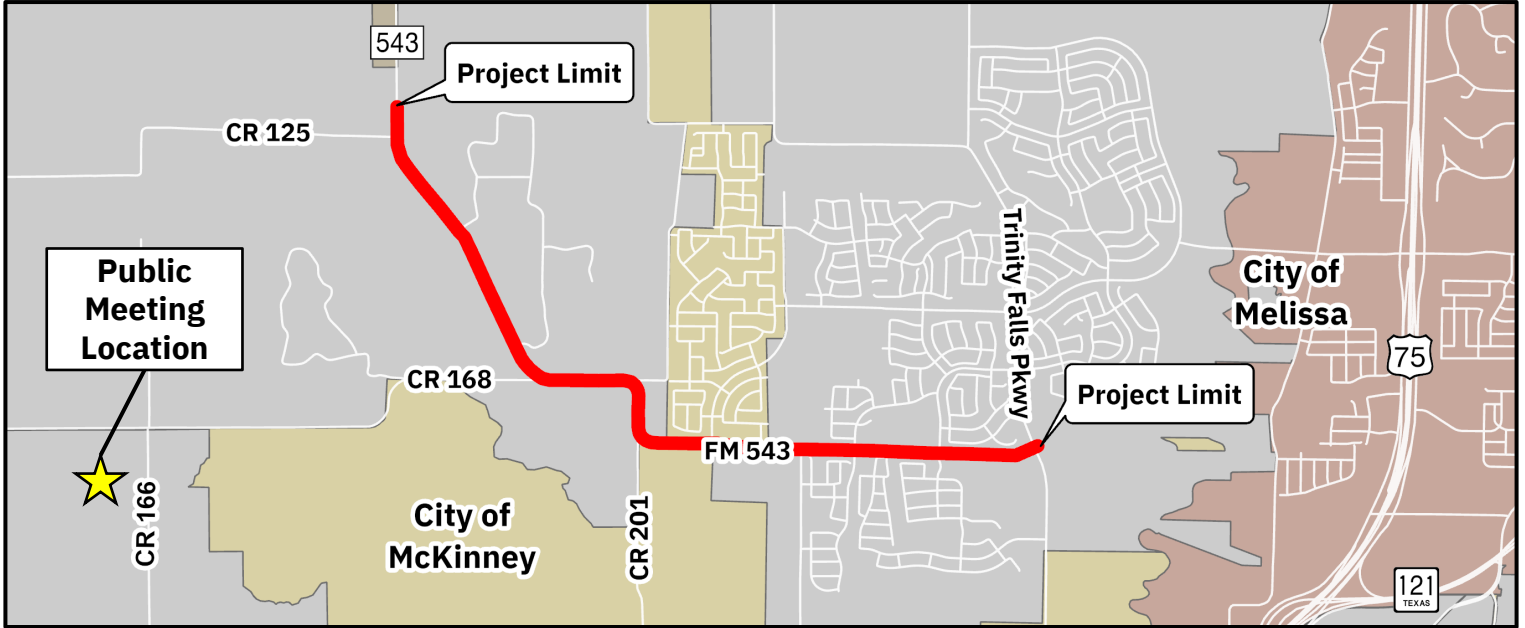 543
Project Limit
CR 125
Public
Meeting
Location
Trinity Falls Pkwy
City of
Melissa
75
CR 168
Project Limit
FM 543
CR 166
City of
McKinney
CR 201
121
TEXAS